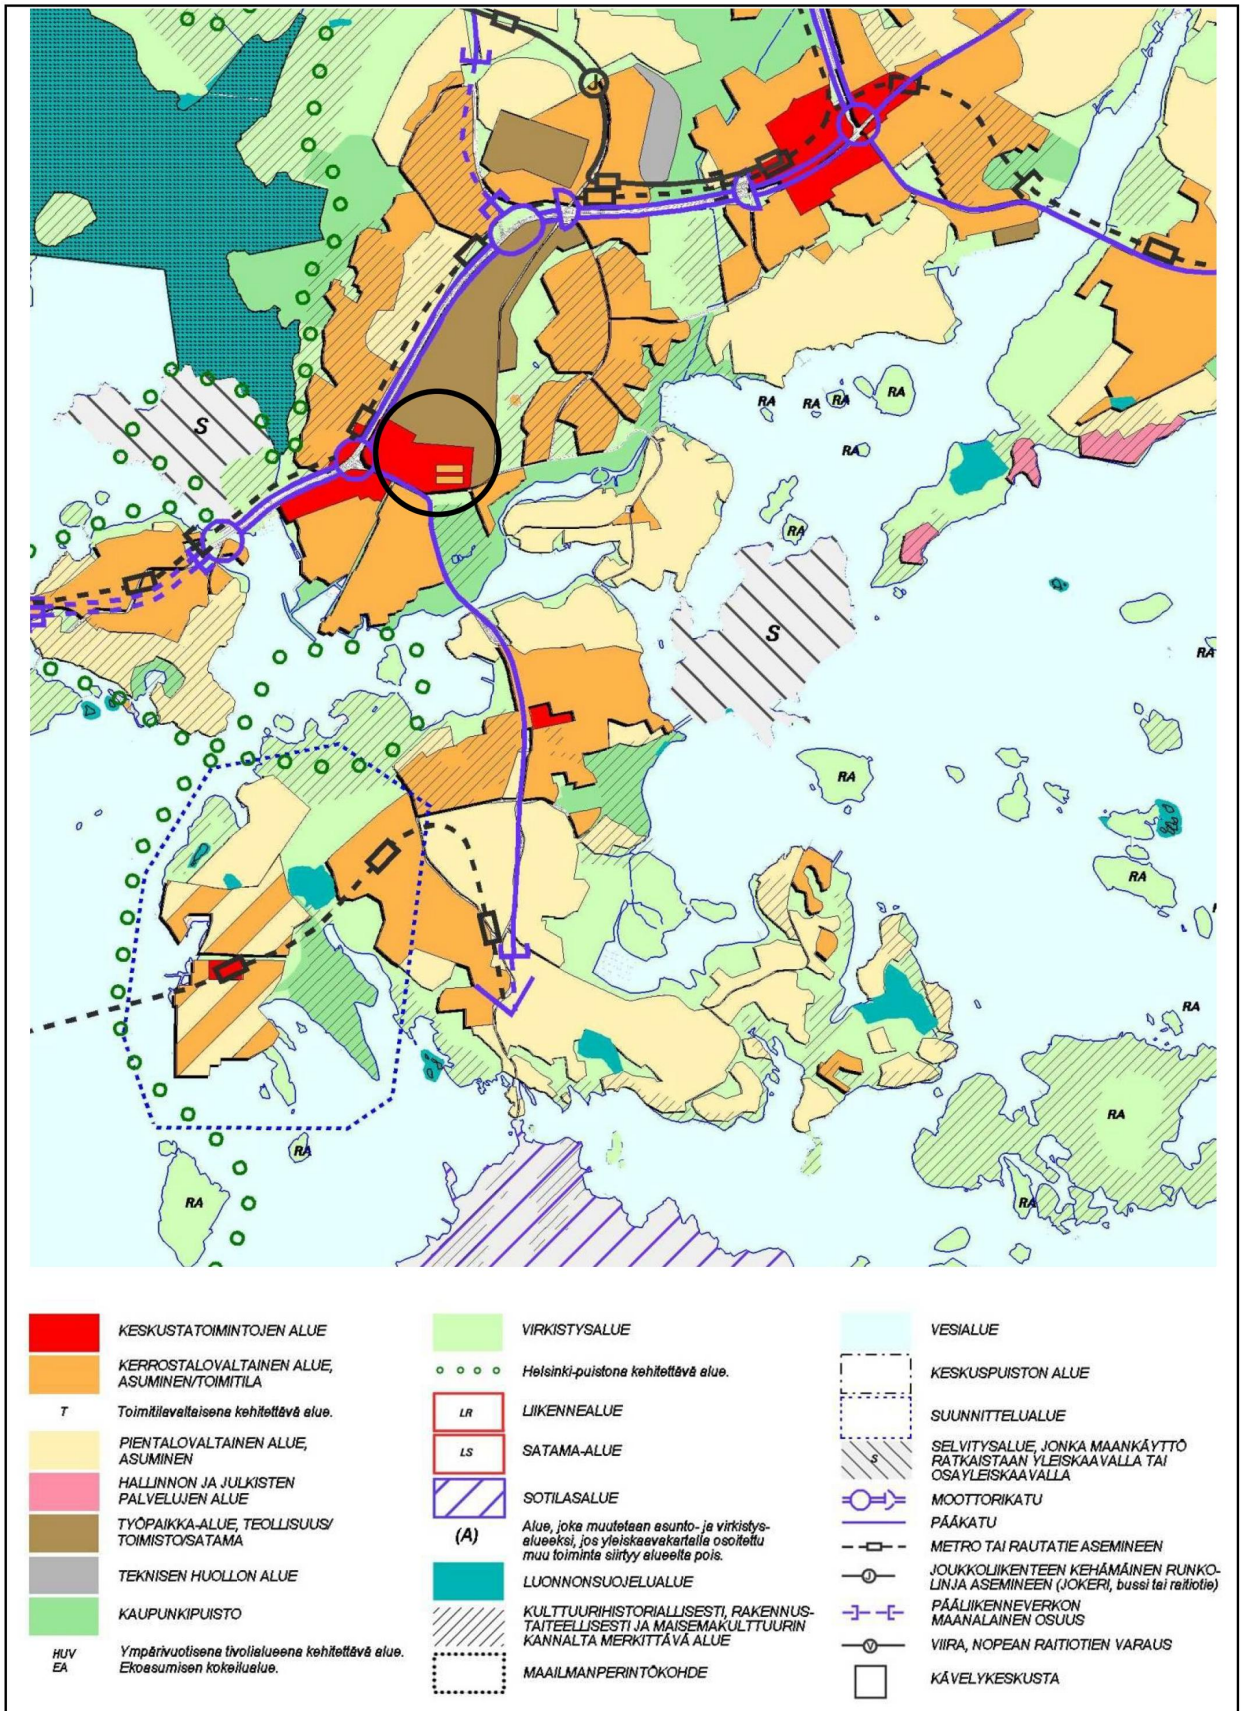 J
S
RA
RA
RA
RA
RA
S
RA
RA
RA
RA
RA
RA
RA
RA
RA
KESKUSTATOIMINTOJEN ALUE
KERROSTALOVALTAINEN ALUE,
ASUMINEN/TOIMITILA
T Toimitilavaltaisena kehitettävä alue.
PIENTALOVALTAINEN ALUE,
ASUMINEN
HALLINNON JA JULKISTEN
PALVELUJEN ALUE
TYÖPAIKKA-ALUE, TEOLLISUUS/
TOIMISTO/SATAMA
TEKNISEN HUOLLON ALUE
KAUPUNKIPUISTO
HUV Ympärivuotisena tivolialueena kehitettävä alue.
EA Ekoasumisen kokeilualue.
VIRKISTYSALUE
Helsinki-puistona kehitettävä alue.
LR LIIKENNEALUE
LS SATAMA-ALUE
SOTILASALUE
(A) Alue, joka muutetaan asunto- ja virkistys-
alueeksi, jos yleiskaavakartalla osoitettu
muu toiminta siirtyy alueelta pois.
LUONNONSUOJELUALUE
KULTTUURIHISTORIALLISESTI, RAKENNUS-
TAITEELLISESTI JA MAISEMAKULTTUURIN
KANNALTA MERKITTÄVÄ ALUE
MAAILMANPERINTÖKOHDE
VESIALUE
KESKUSPUISTON ALUE
SUUNNITTELUALUE
S SELVITYSALUE, JONKA MAANKÄYTTÖ
RATKAISTAAN YLEISKAAVALLA TAI
OSAYLEISKAAVALLA
MOOTTORIKATU
PÄÄKATU
METRO TAI RAUTATIE ASEMINEEN
J JOUKKOLIIKENTEEN KEHÄMÄINEN RUNKO-
LINJA ASEMINEEN (JOKERI, bussi tai raitiotie)
PÄÄLIIKENNEVERKON
MAANALAINEN OSUUS
V VIIRA, NOPEAN RAITIOTIEN VARAUS
KÄVELYKESKUSTA